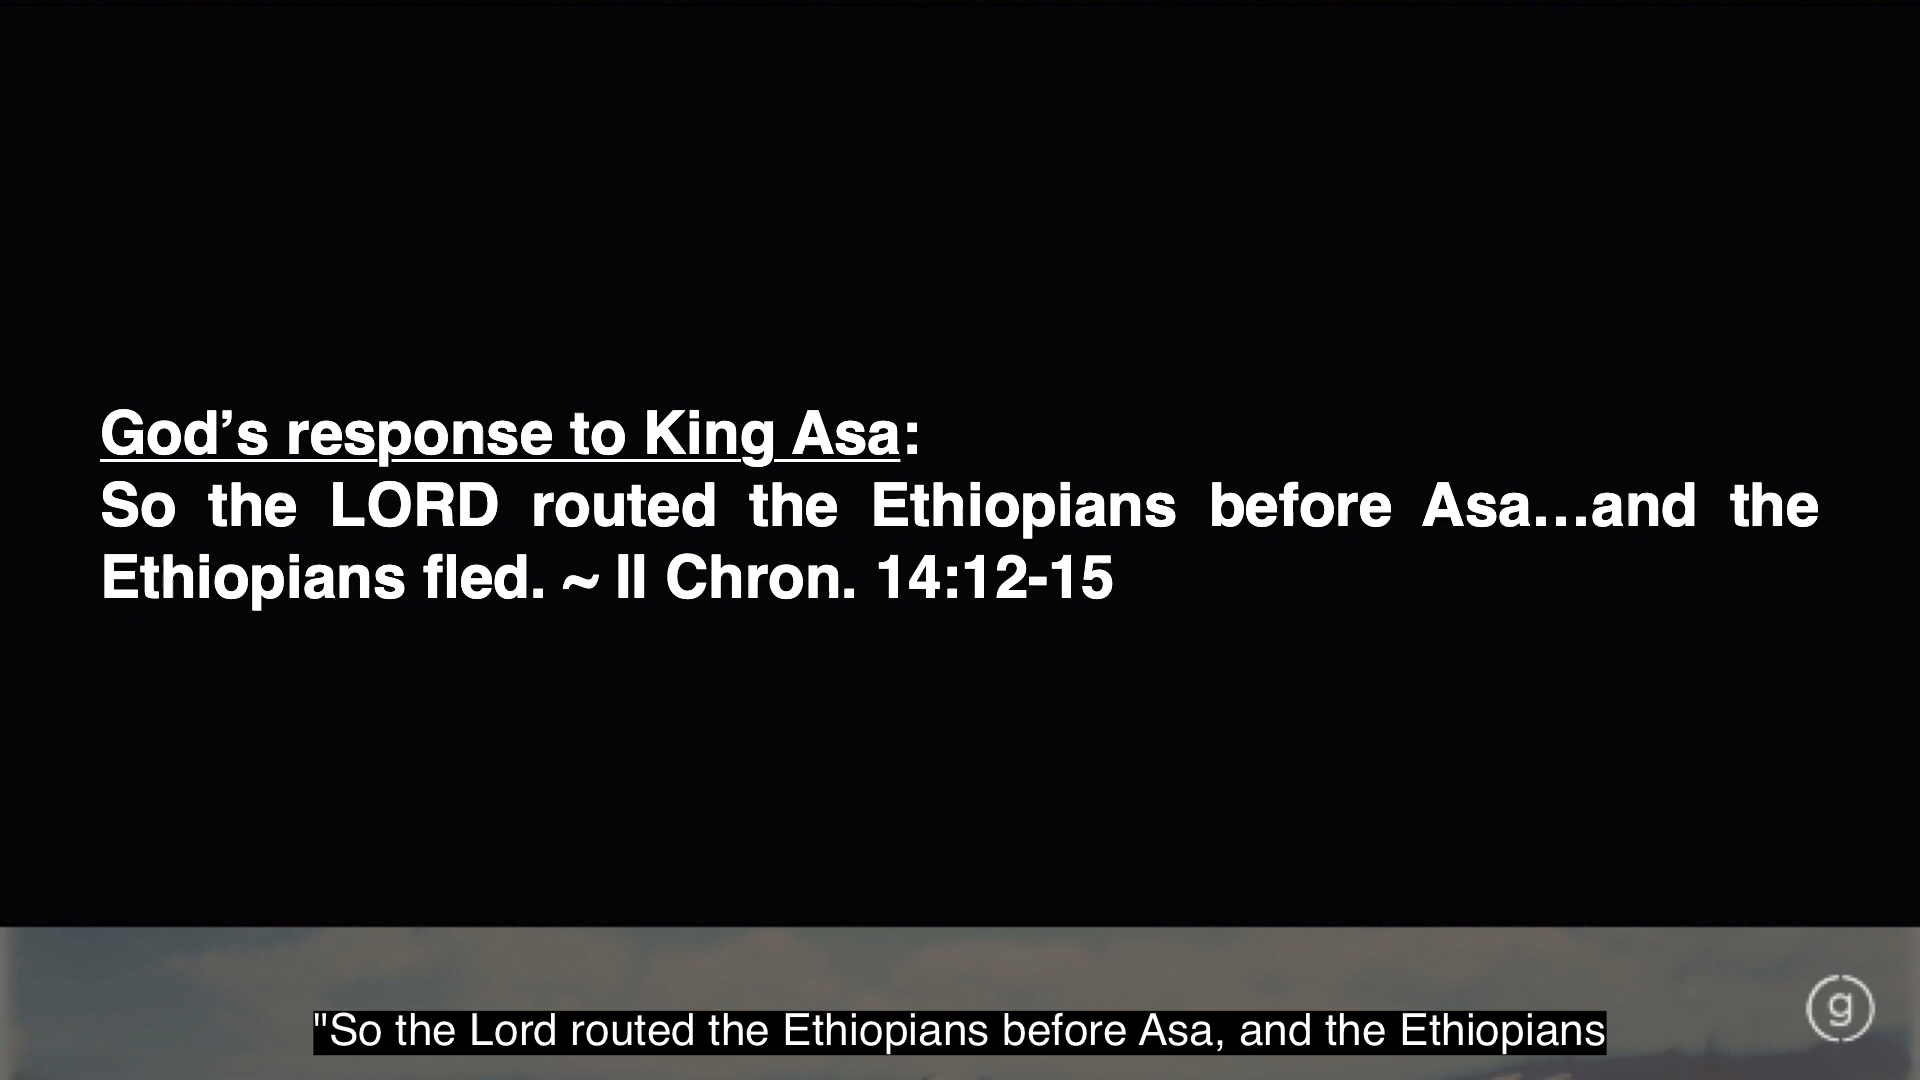 God’s response to King Asa:
So the LORD routed the Ethiopians before Asa…and the
Ethiopians fled. ~ II Chron. 14:12-15
"So the Lord routed the Ethiopians before Asa, and the Ethiopians
g